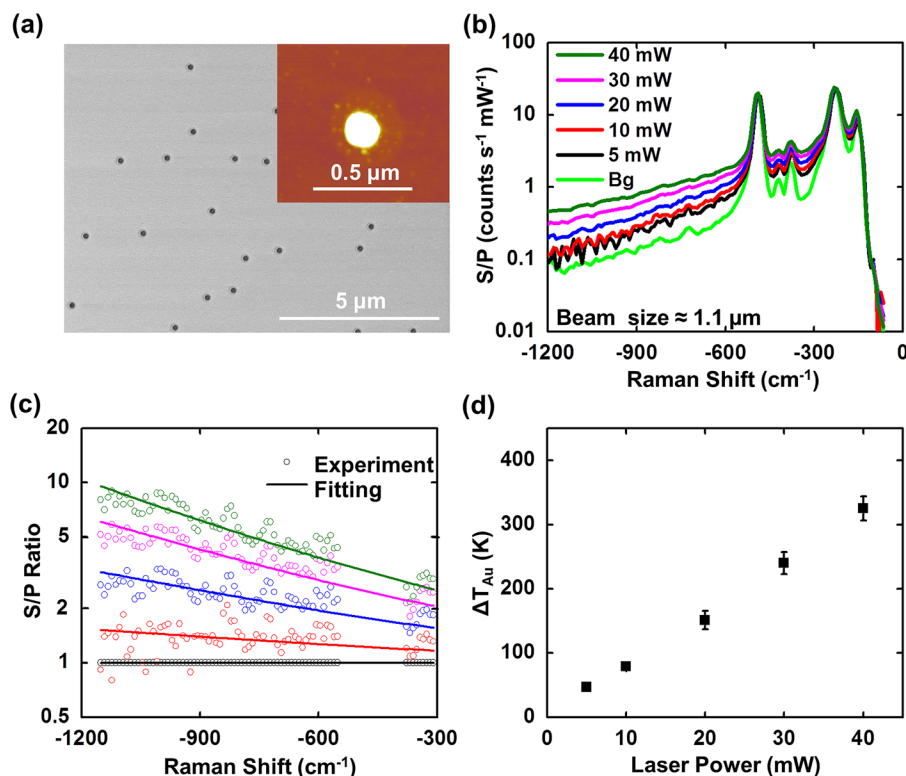 (a)
0.5 µm
5 µm
(b)
100
10
1
0.1
0.01
S/P (counts s-1 mW-1)
40 mW
30 mW
20 mW
10 mW
5 mW
Bg
Beam size ≈ 1.1 µm
-1200 -900 -600 -300 0
Raman Shift (cm-1)
(c)
20
10
5
2
1
0.5
S/P Ratio
Experiment
Fitting
-1200 -900 -600 -300
Raman Shift (cm-1)
(d)
400
300
200
100
0
ΔTAu (K)
0 10 20 30 40
Laser Power (mW)